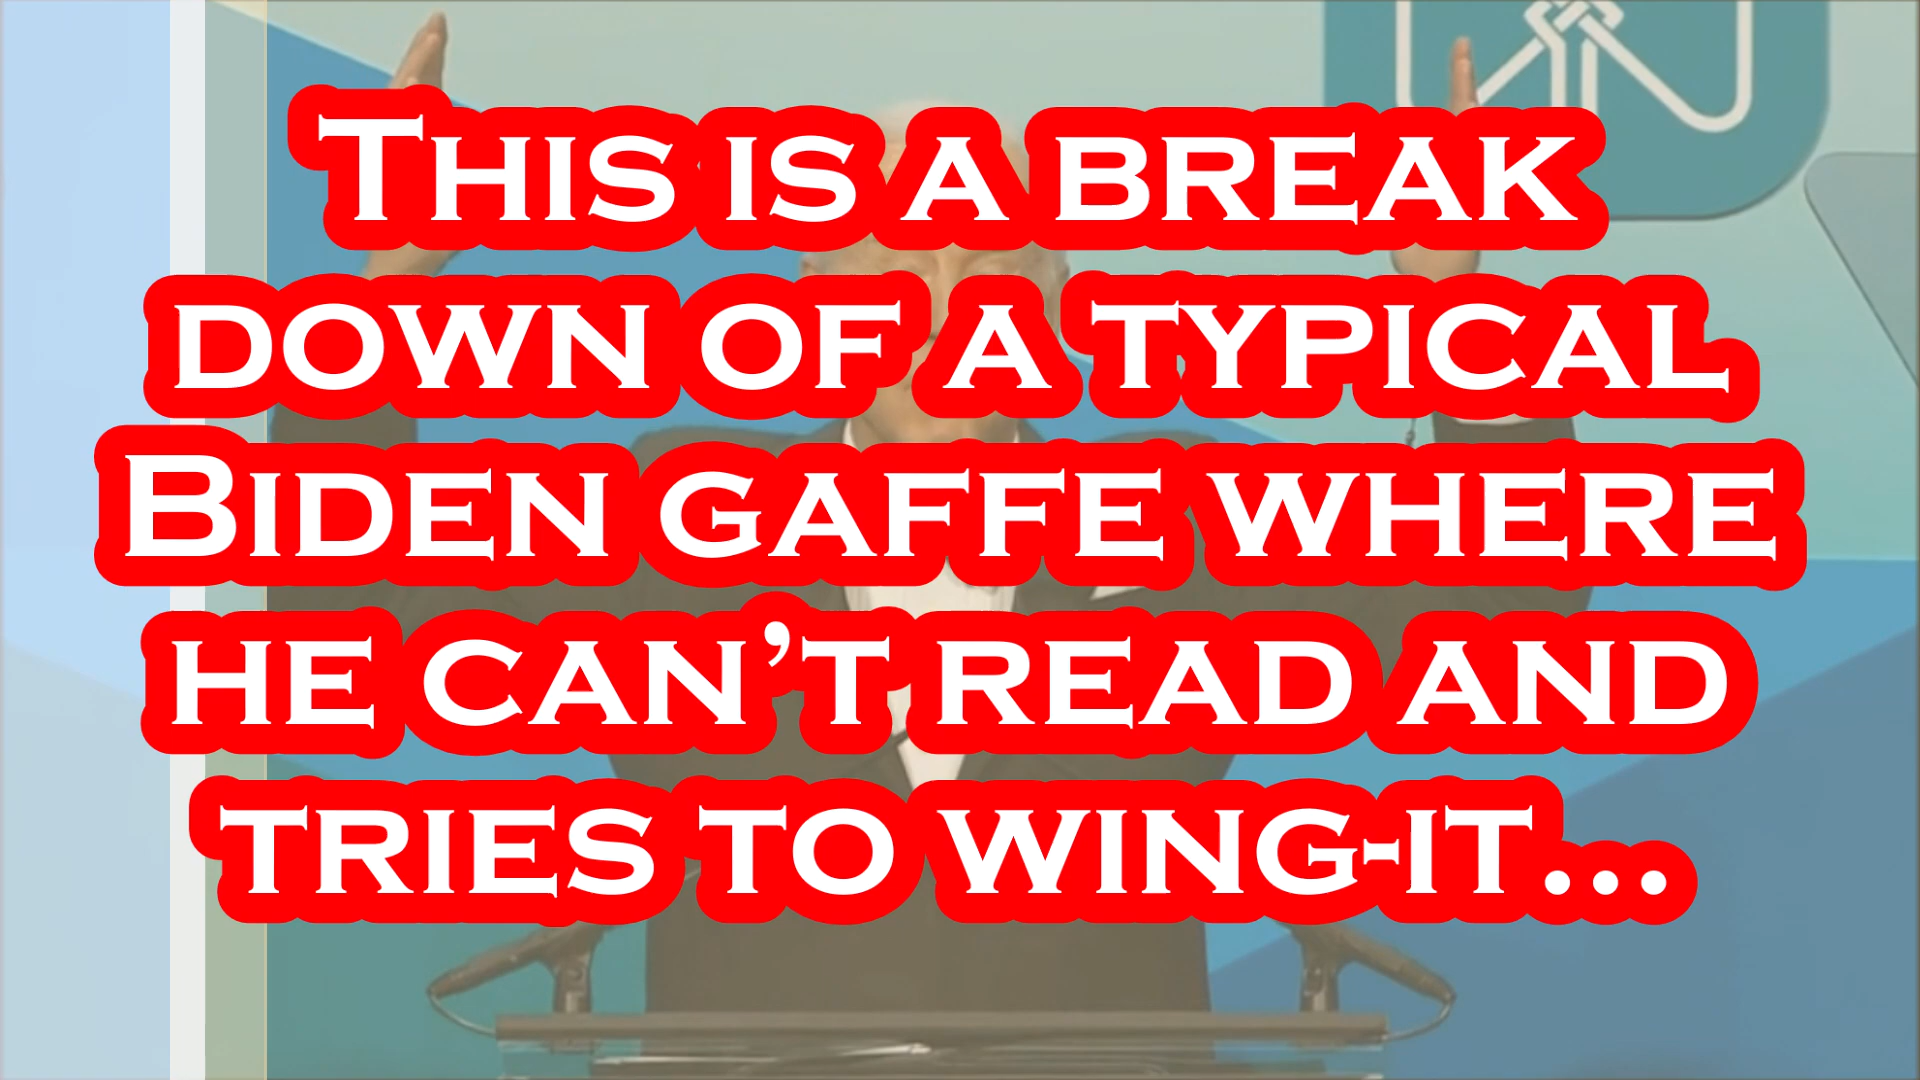 This is a break
down of a typical
Biden gaffe where
he can’t read and
tries to wing-it...